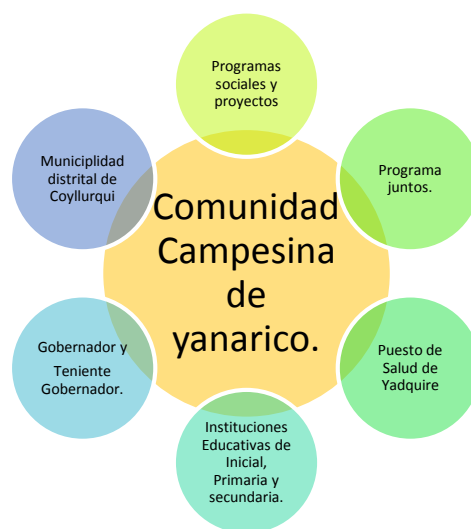 Programas
sociales y
proyectos
Municiplidad
distrital de
Coyllurqui
Programa
juntos.
Comunidad
Campesina
de
yanarico.
Gobernador y
Teniente
Gobernador.
Puesto de
Salud de
Yadquire
Instituciones
Educativas de
Inicial,
Primaria y
secundaria.